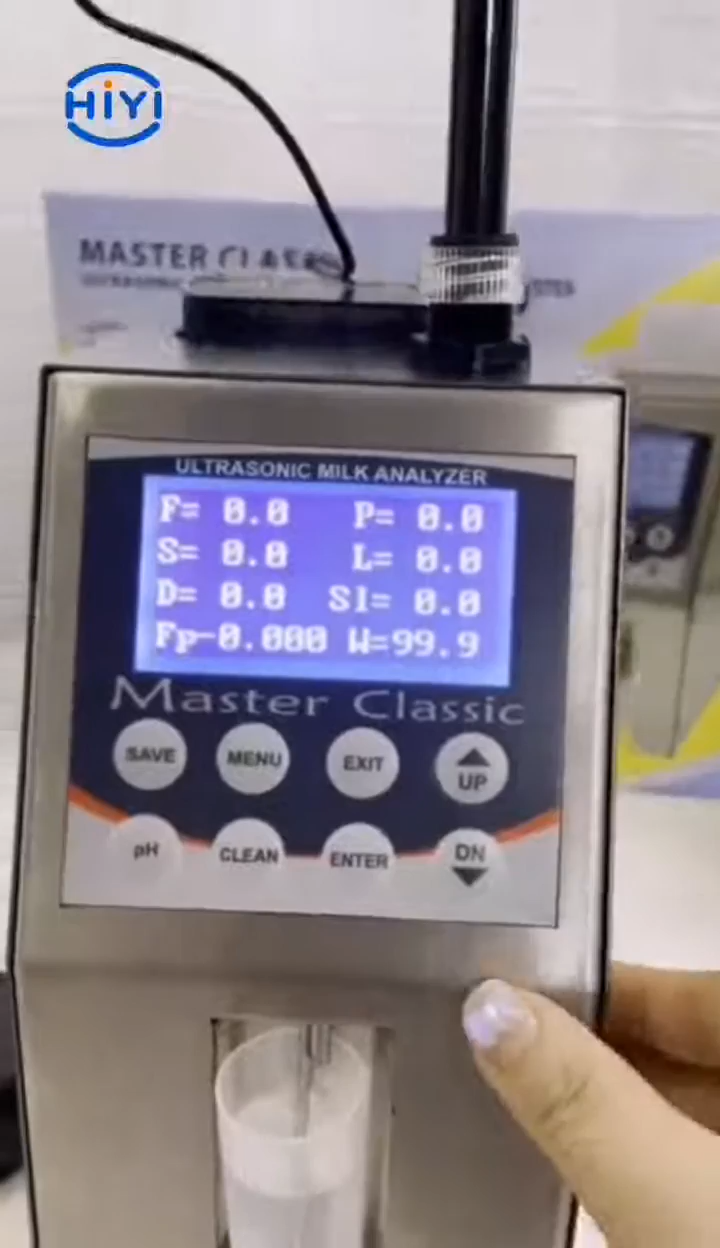 HiYi
MASTER CLASSIC
ULTRASONIC MILK ANALYZER
F= 0.0 P= 0.0
S= 0.0 L= 0.0
D= 0.0 Sl= 0.0
Fp-0.000 W=99.9
Master Classic
SAVE MENU EXIT UP
pH CLEAN ENTER DN